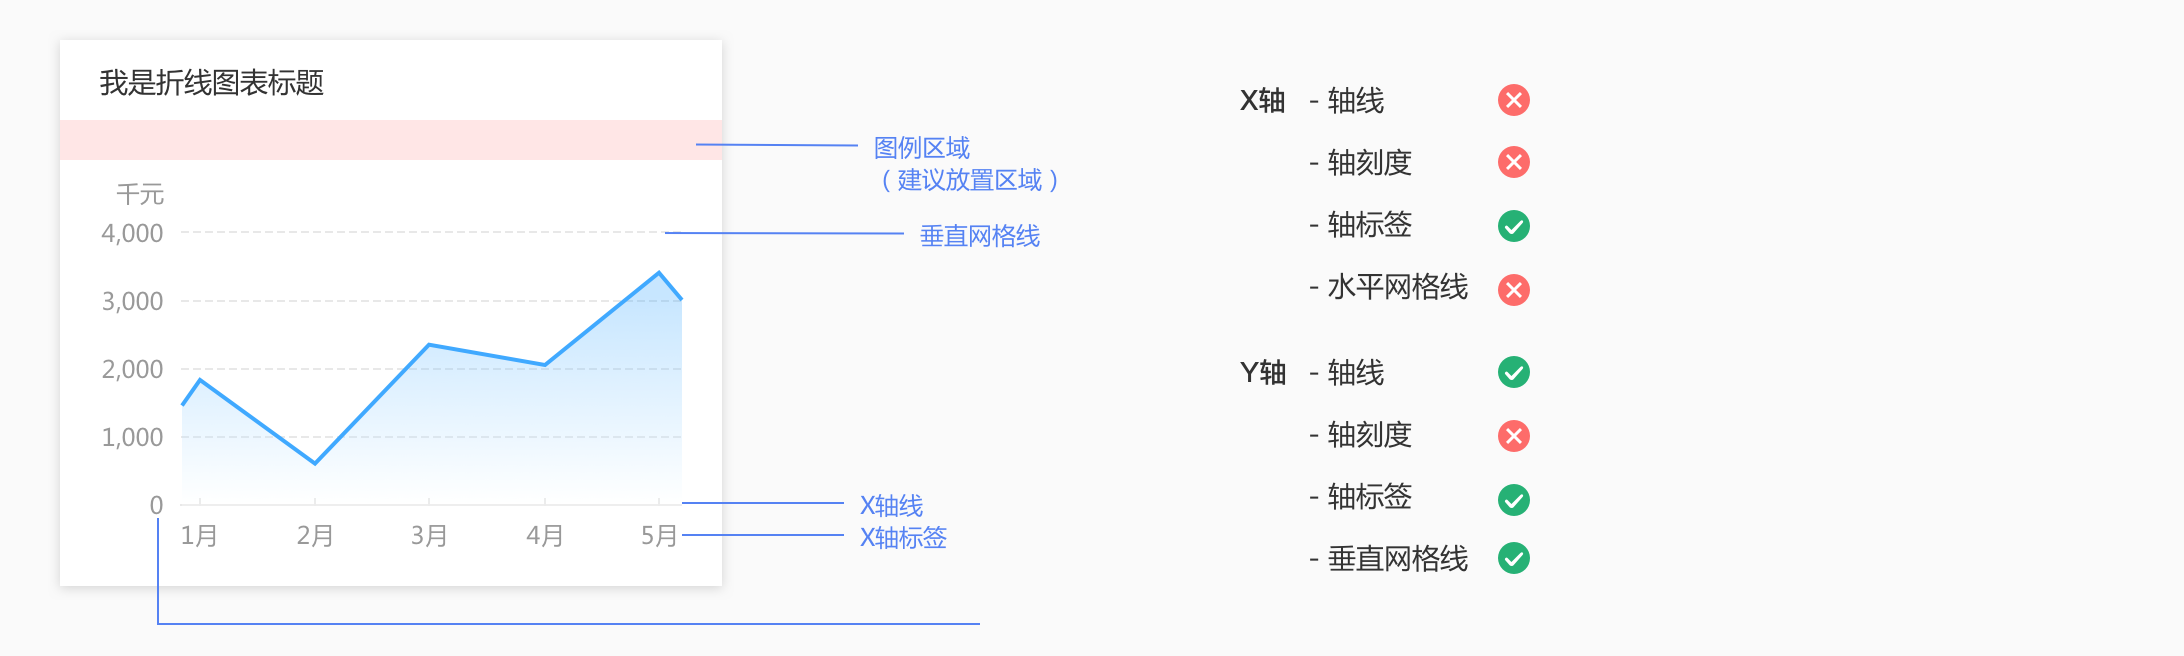 我是折线图表标题
图例区域
（建议放置区域）
千元
4,000
垂直网格线
3,000
2,000
1,000
0
1月 2月 3月 4月 5月
X轴线
X轴标签
X轴 - 轴线
- 轴刻度
- 轴标签
- 水平网格线
Y轴 - 轴线
- 轴刻度
- 轴标签
- 垂直网格线